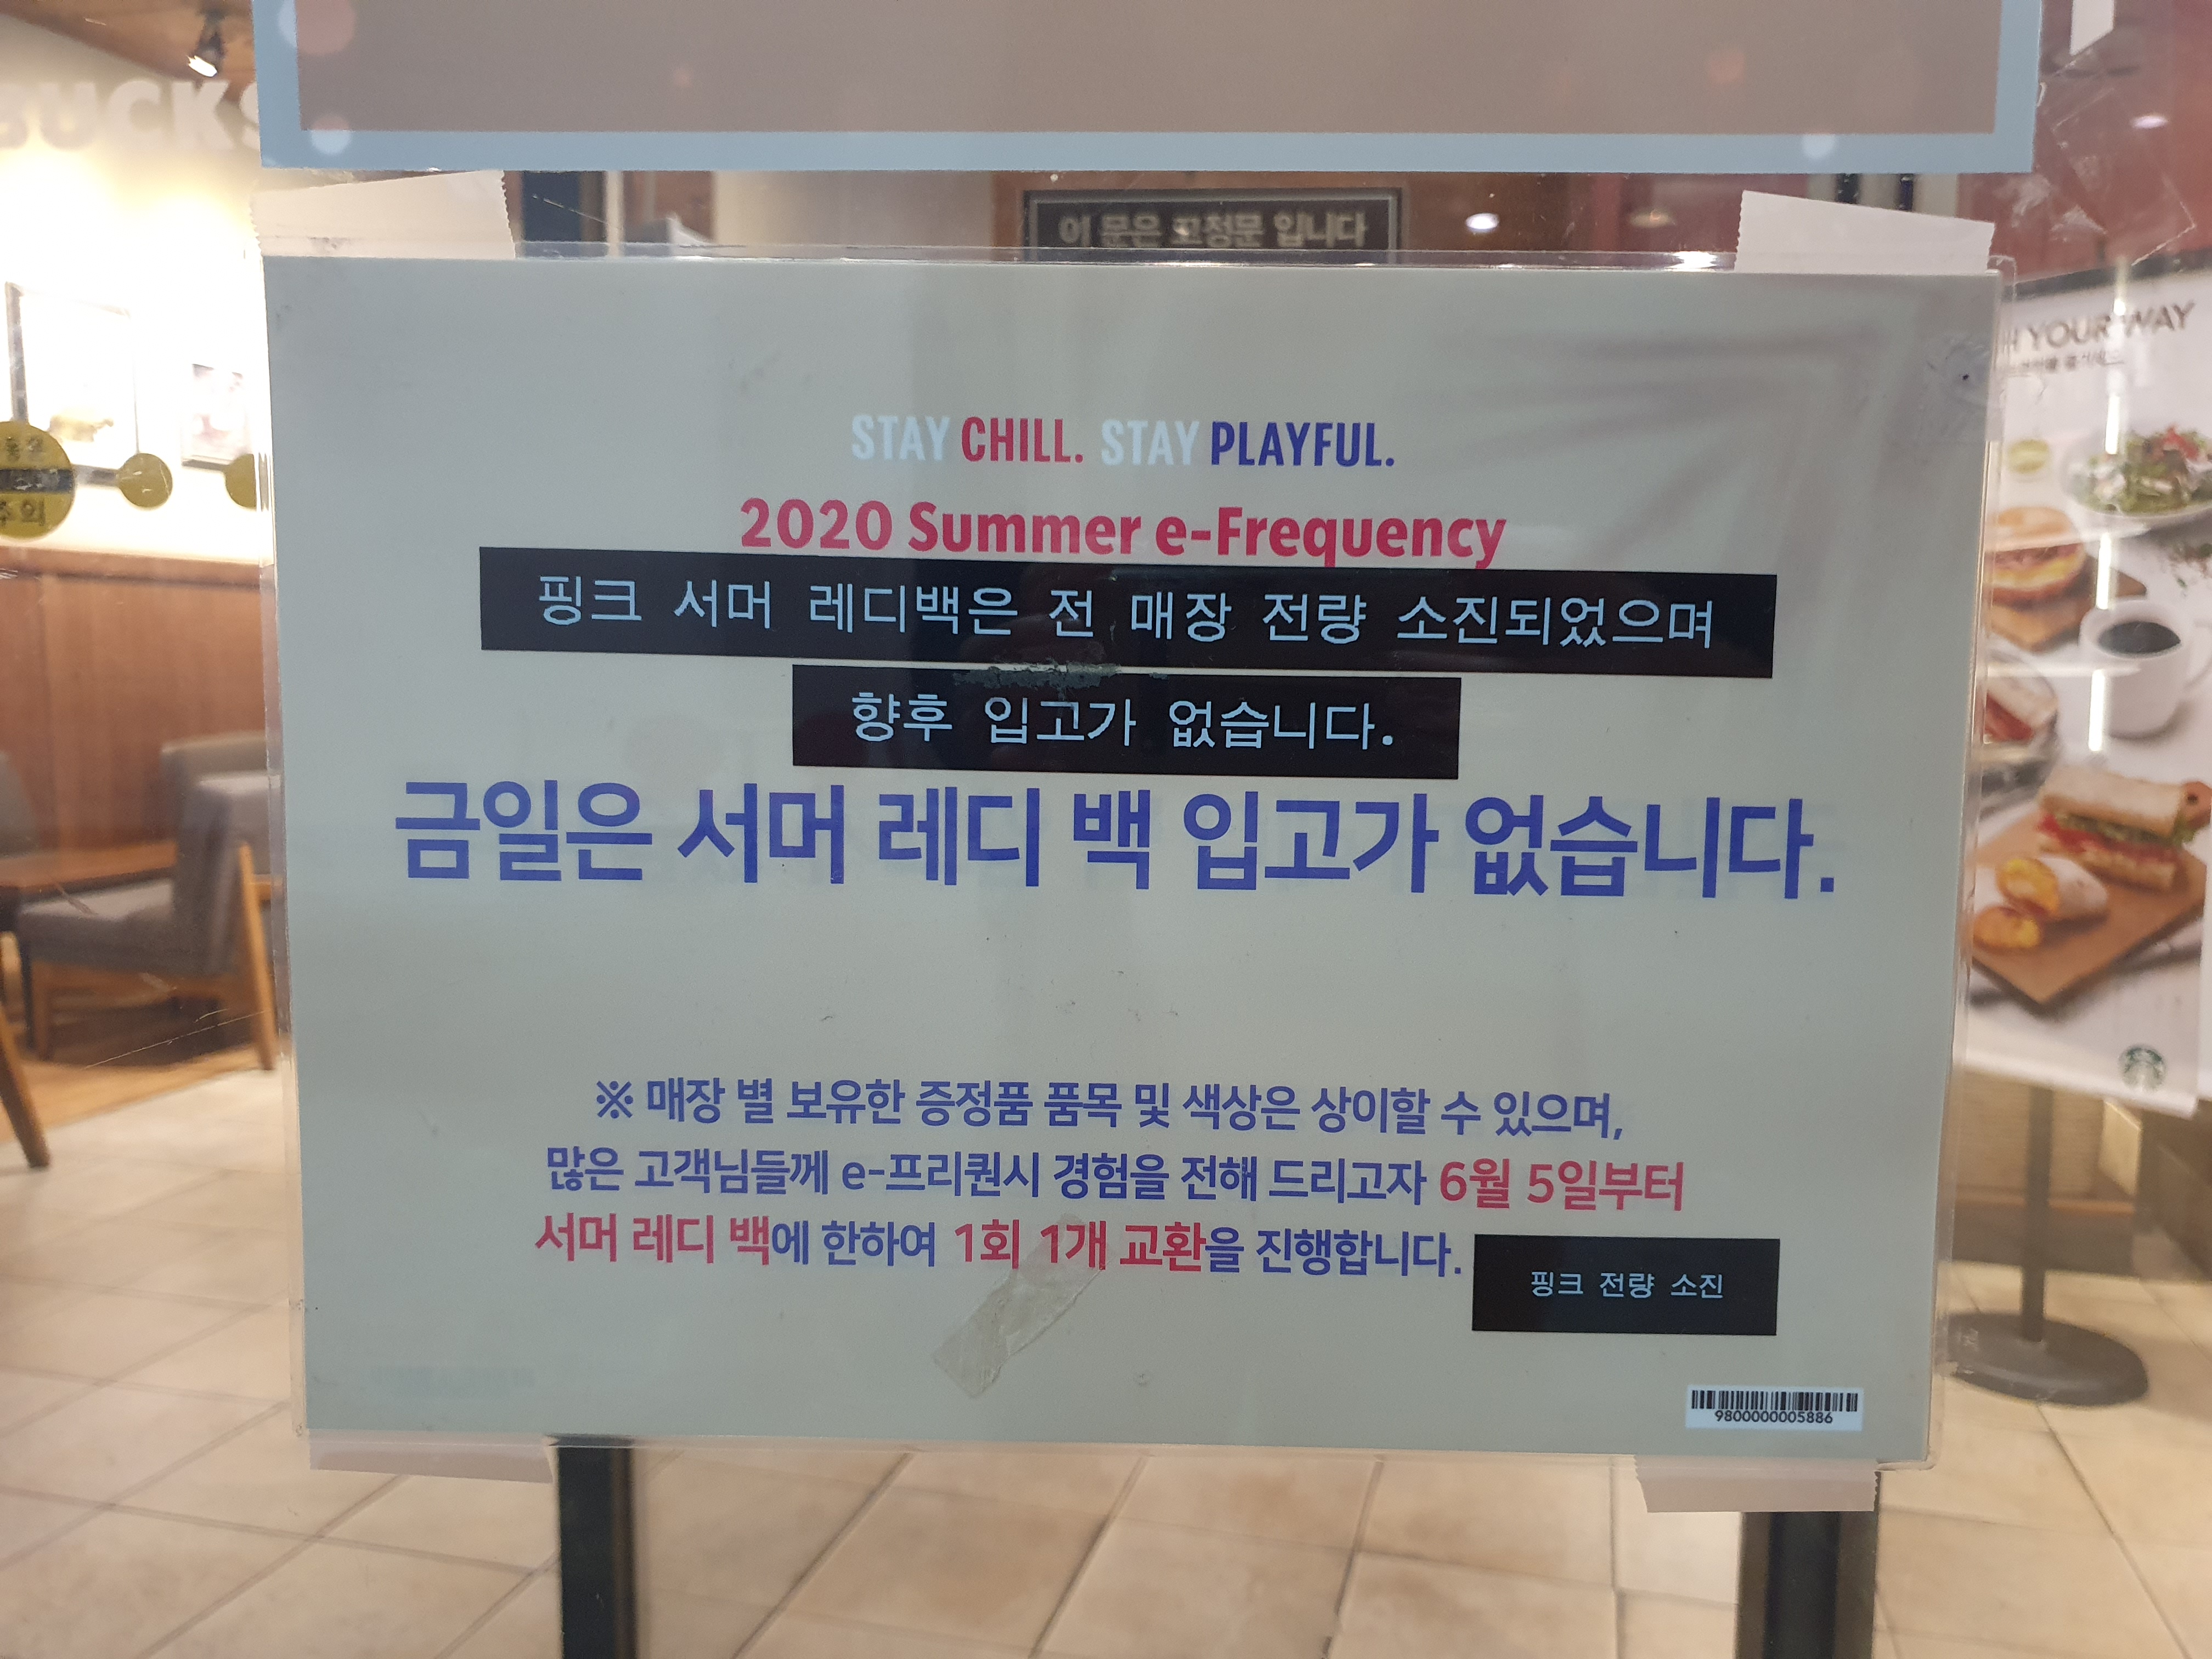 BUCKS
이 문은 고정문 입니다
H YOUR WAY
STAY CHILL. STAY PLAYFUL.
2020 Summer e-Frequency
핑크 서머 레디백은 전 매장 전량 소진되었으며
향후 입고가 없습니다.
금일은 서머 레디 백 입고가 없습니다.
※ 매장 별 보유한 증정품 품목 및 색상은 상이할 수 있으며,
많은 고객님들께 e-프리퀀시 경험을 전해 드리고자 6월 5일부터
서머 레디 백에 한하여 1회 1개 교환을 진행합니다.
핑크 전량 소진
9800000005886